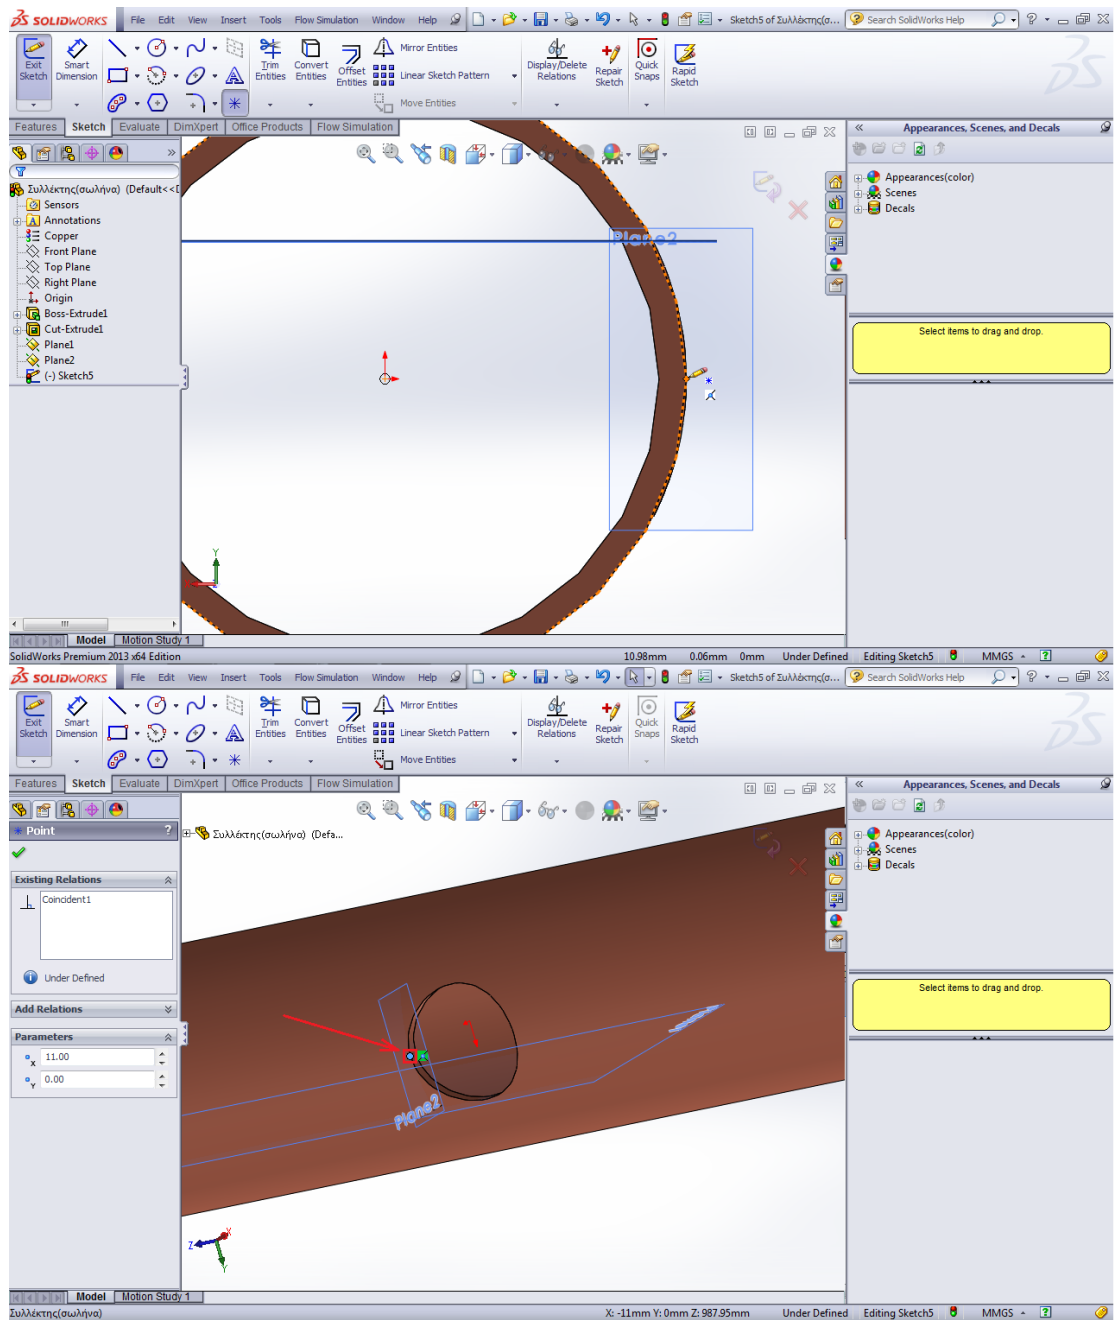 SOLIDWORKS File Edit View Insert Tools Flow Simulation Window Help Sketch5 of Συλλέκτης(σ... Search SolidWorks Help
Exit Sketch Smart Dimension Trim Entities Convert Entities Offset Entities Mirror Entities Linear Sketch Pattern Move Entities Display/Delete Relations Repair Sketch Quick Snaps Rapid Sketch
Features Sketch Evaluate DimXpert Office Products Flow Simulation
Appearances, Scenes, and Decals
Συλλέκτης(σωλήνα) (Default<<D
Sensors
Annotations
Copper
Front Plane
Top Plane
Right Plane
Origin
Boss-Extrude1
Cut-Extrude1
Plane1
Plane2
(-) Sketch5
Plane2
Y
Appearances(color)
Scenes
Decals
Select items to drag and drop.
Model Motion Study 1
SolidWorks Premium 2013 x64 Edition 10.98mm 0.06mm 0mm Under Defined Editing Sketch5 MMGS
SOLIDWORKS File Edit View Insert Tools Flow Simulation Window Help Sketch5 of Συλλέκτης(σ... Search SolidWorks Help
Exit Sketch Smart Dimension Trim Entities Convert Entities Offset Entities Mirror Entities Linear Sketch Pattern Move Entities Display/Delete Relations Repair Sketch Quick Snaps Rapid Sketch
Features Sketch Evaluate DimXpert Office Products Flow Simulation
Appearances, Scenes, and Decals
Point ?
Existing Relations
Coincident1
Under Defined
Add Relations
Parameters
X 11.00
Y 0.00
Συλλέκτης(σωλήνα) (Defa...
Plane2
X
Z
Y
Appearances(color)
Scenes
Decals
Select items to drag and drop.
Model Motion Study 1
Συλλέκτης(σωλήνα) X: -11mm Y: 0mm Z: 987.95mm Under Defined Editing Sketch5 MMGS